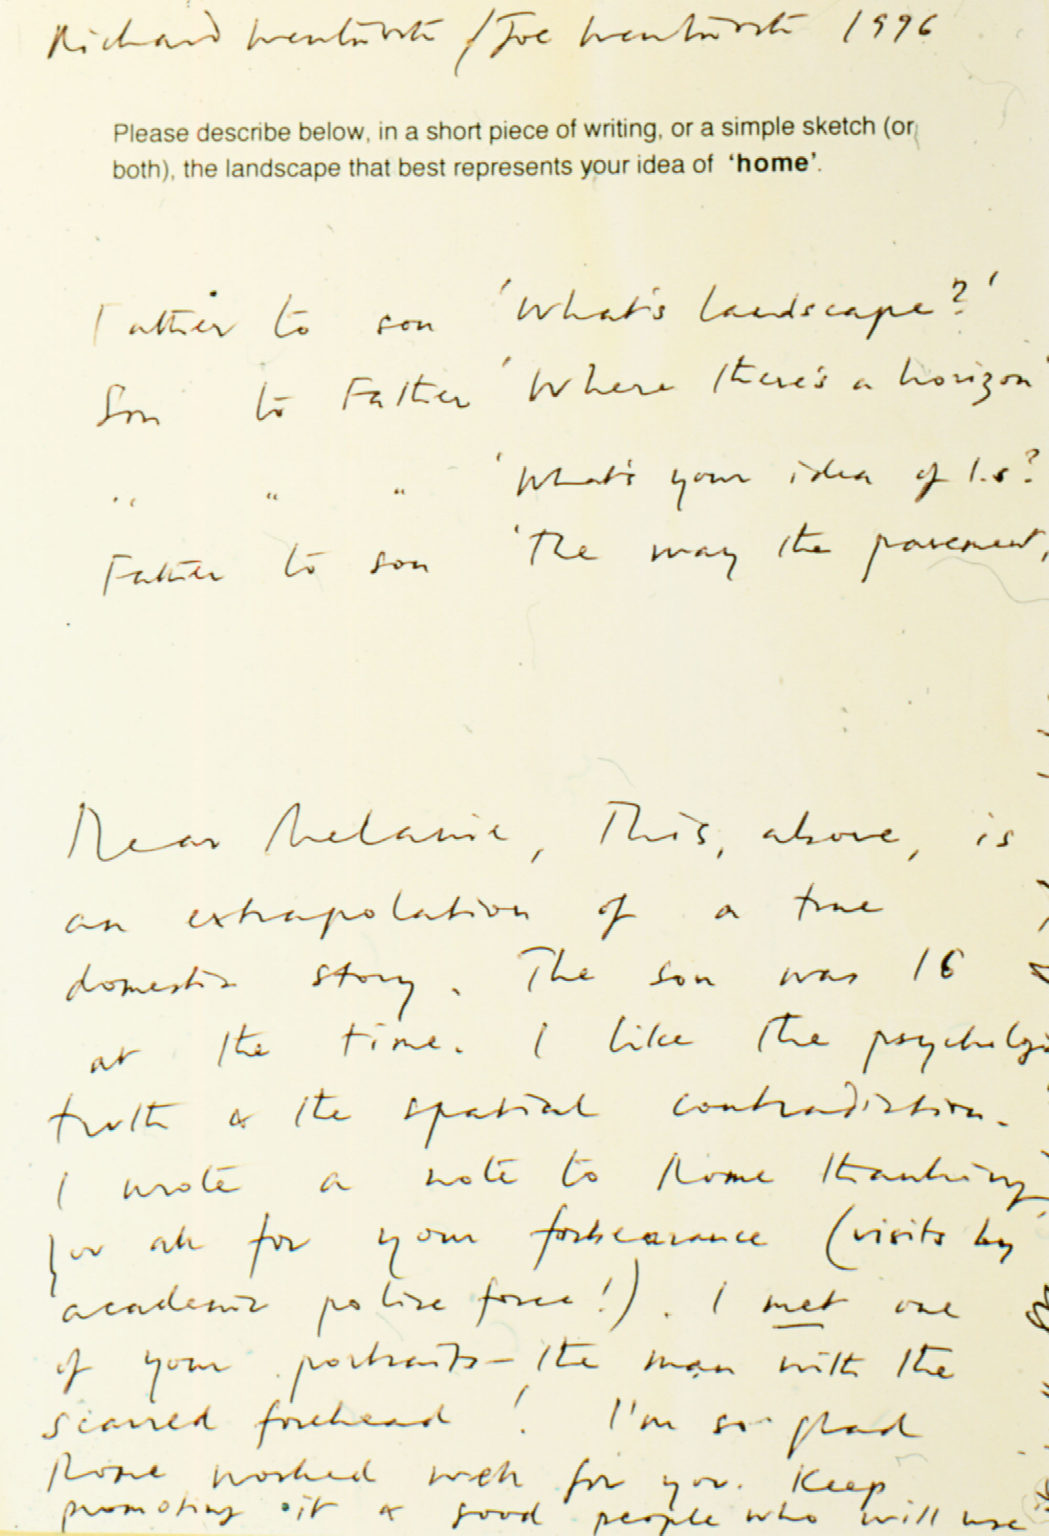 Richard Wentworth / Joe Wentworth 1996
Please describe below, in a short piece of writing, or a simple sketch (or
both), the landscape that best represents your idea of 'home'.
Father to son 'What's landscape?'
Son to Father 'Where there's a horizon'
" " " 'What's your idea of l.s?
Father to son 'The way the pavement,
Dear Melanie, This, above, is
an extrapolation of a true
domestic story. The son was 16
at the time. I like the
truth & the spatial contradiction.
I wrote a note to Rome thanking
for your forbearance (visits by
academic police force!). I met one
of your portraits - the man with the
scarred forehead ! I'm so glad
Rome worked well for you. Keep
promoting it & good people who will use